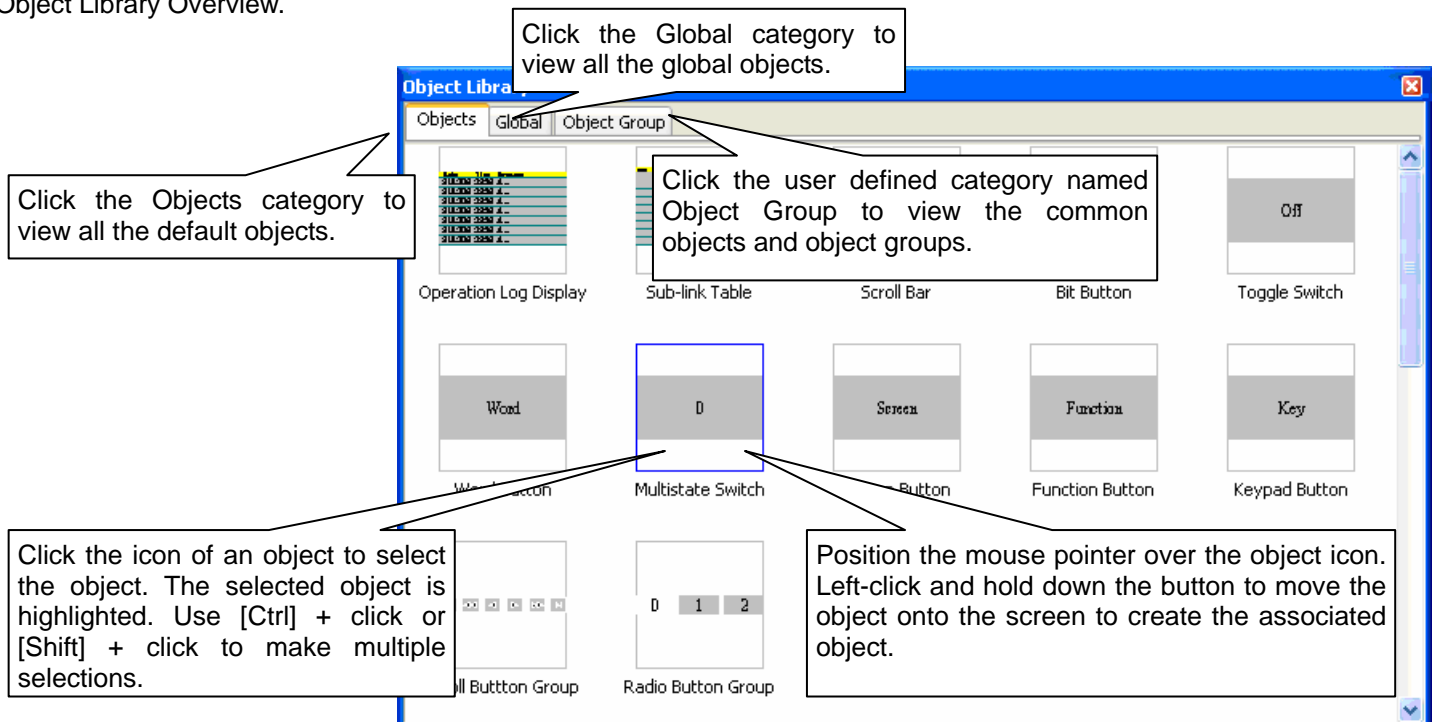 Object Library Overview.
Click the Global category to
view all the global objects.
Object Library
Objects Global Object Group
Click the Objects category to
view all the default objects.
Click the user defined category named
Object Group to view the common
objects and object groups.
Off
Operation Log Display Sub-link Table Scroll Bar Bit Button Toggle Switch
Word D Screen Function Key
Multistate Switch Button Function Button Keypad Button
Click the icon of an object to select
the object. The selected object is
highlighted. Use [Ctrl] + click or
[Shift] + click to make multiple
selections.
Position the mouse pointer over the object icon.
Left-click and hold down the button to move the
object onto the screen to create the associated
object.
D 1 2
ll Buttton Group Radio Button Group